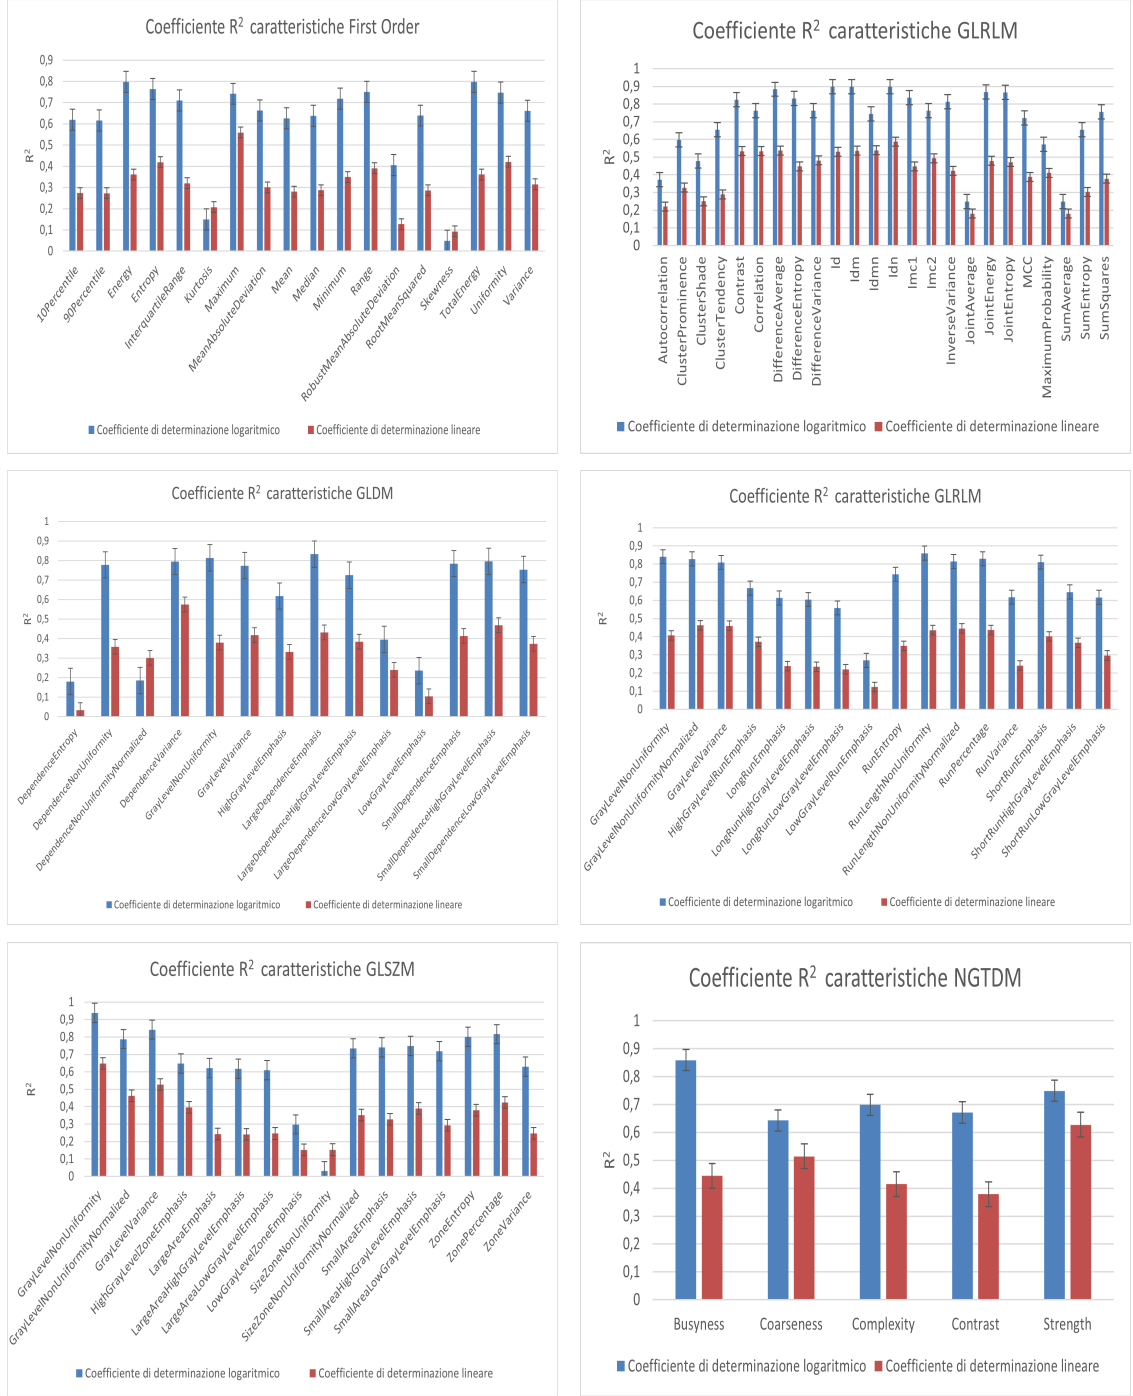 Coefficiente R² caratteristiche First Order
0,9
0,8
0,7
0,6
0,5
0,4
0,3
0,2
0,1
0
R²
10Percentile
90Percentile
Energy
Entropy
InterquartileRange
Kurtosis
Maximum
MeanAbsoluteDeviation
Mean
Median
Minimum
Range
RobustMeanAbsoluteDeviation
RootMeanSquared
Skewness
TotalEnergy
Uniformity
Variance
Coefficiente di determinazione logaritmico Coefficiente di determinazione lineare
Coefficiente R² caratteristiche GLRLM
1
0,9
0,8
0,7
0,6
0,5
0,4
0,3
0,2
0,1
0
R²
Autocorrelation
ClusterProminence
ClusterShade
ClusterTendency
Contrast
Correlation
DifferenceAverage
DifferenceEntropy
DifferenceVariance
Id
Idm
Idmn
Idn
Imc1
Imc2
InverseVariance
JointAverage
JointEnergy
JointEntropy
MCC
MaximumProbability
SumAverage
SumEntropy
SumSquares
Coefficiente di determinazione logaritmico Coefficiente di determinazione lineare
Coefficiente R² caratteristiche GLDM
1
0,9
0,8
0,7
0,6
0,5
0,4
0,3
0,2
0,1
0
R²
DependenceEntropy
DependenceNonUniformity
DependenceNonUniformityNormalized
DependenceVariance
GrayLevelNonUniformity
GrayLevelVariance
HighGrayLevelEmphasis
LargeDependenceEmphasis
LargeDependenceHighGrayLevelEmphasis
LargeDependenceLowGrayLevelEmphasis
LowGrayLevelEmphasis
SmallDependenceEmphasis
SmallDependenceHighGrayLevelEmphasis
SmallDependenceLowGrayLevelEmphasis
Coefficiente di determinazione logaritmico Coefficiente di determinazione lineare
Coefficiente R² caratteristiche GLRLM
1
0,9
0,8
0,7
0,6
0,5
0,4
0,3
0,2
0,1
0
R²
GrayLevelNonUniformity
GrayLevelNonUniformityNormalized
GrayLevelVariance
HighGrayLevelRunEmphasis
LongRunEmphasis
LongRunHighGrayLevelEmphasis
LongRunLowGrayLevelEmphasis
LowGrayLevelRunEmphasis
RunEntropy
RunLengthNonUniformity
RunLengthNonUniformityNormalized
RunPercentage
RunVariance
ShortRunEmphasis
ShortRunHighGrayLevelEmphasis
ShortRunLowGrayLevelEmphasis
Coefficiente di determinazione logaritmico Coefficiente di determinazione lineare
Coefficiente R² caratteristiche GLSZM
1
0,9
0,8
0,7
0,6
0,5
0,4
0,3
0,2
0,1
0
R²
GrayLevelNonUniformity
GrayLevelNonUniformityNormalized
GrayLevelVariance
HighGrayLevelZoneEmphasis
LargeAreaEmphasis
LargeAreaHighGrayLevelEmphasis
LargeAreaLowGrayLevelEmphasis
LowGrayLevelZoneEmphasis
SizeZoneNonUniformity
SizeZoneNonUniformityNormalized
SmallAreaEmphasis
SmallAreaHighGrayLevelEmphasis
SmallAreaLowGrayLevelEmphasis
ZoneEntropy
ZonePercentage
ZoneVariance
Coefficiente di determinazione logaritmico Coefficiente di determinazione lineare
Coefficiente R² caratteristiche NGTDM
1
0,9
0,8
0,7
0,6
0,5
0,4
0,3
0,2
0,1
0
R²
Busyness Coarseness Complexity Contrast Strength
Coefficiente di determinazione logaritmico Coefficiente di determinazione lineare